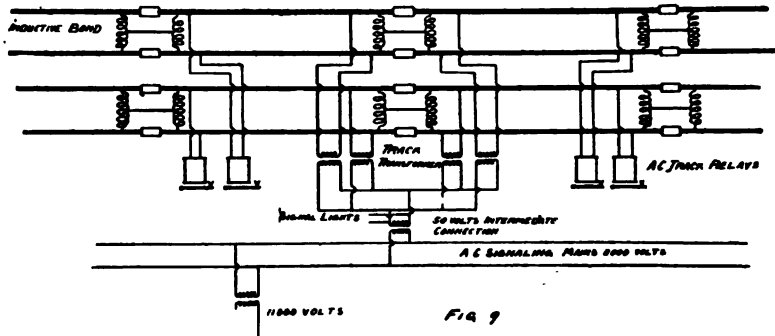 INDUCTIVE BOND
TRACK
TRANSFORMER
AC TRACK RELAYS
SIGNAL LIGHTS
50 VOLTS INTERMEDIATE
CONNECTION
A C SIGNALING MAINS 2000 VOLTS
11000 VOLTS
FIG 9